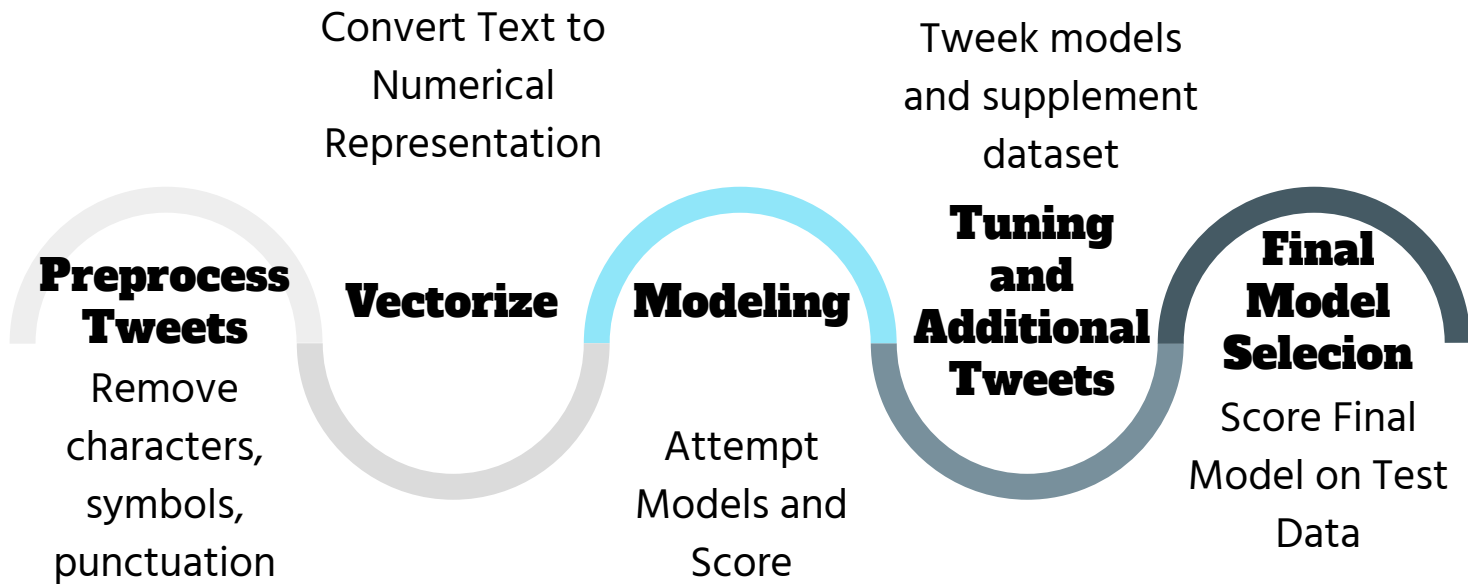 Preprocess
Tweets
Remove
characters,
symbols,
punctuation
Convert Text to
Numerical
Representation
Vectorize
Modeling
Attempt
Models and
Score
Tweek models
and supplement
dataset
Tuning
and
Additional
Tweets
Final
Model
Selecion
Score Final
Model on Test
Data